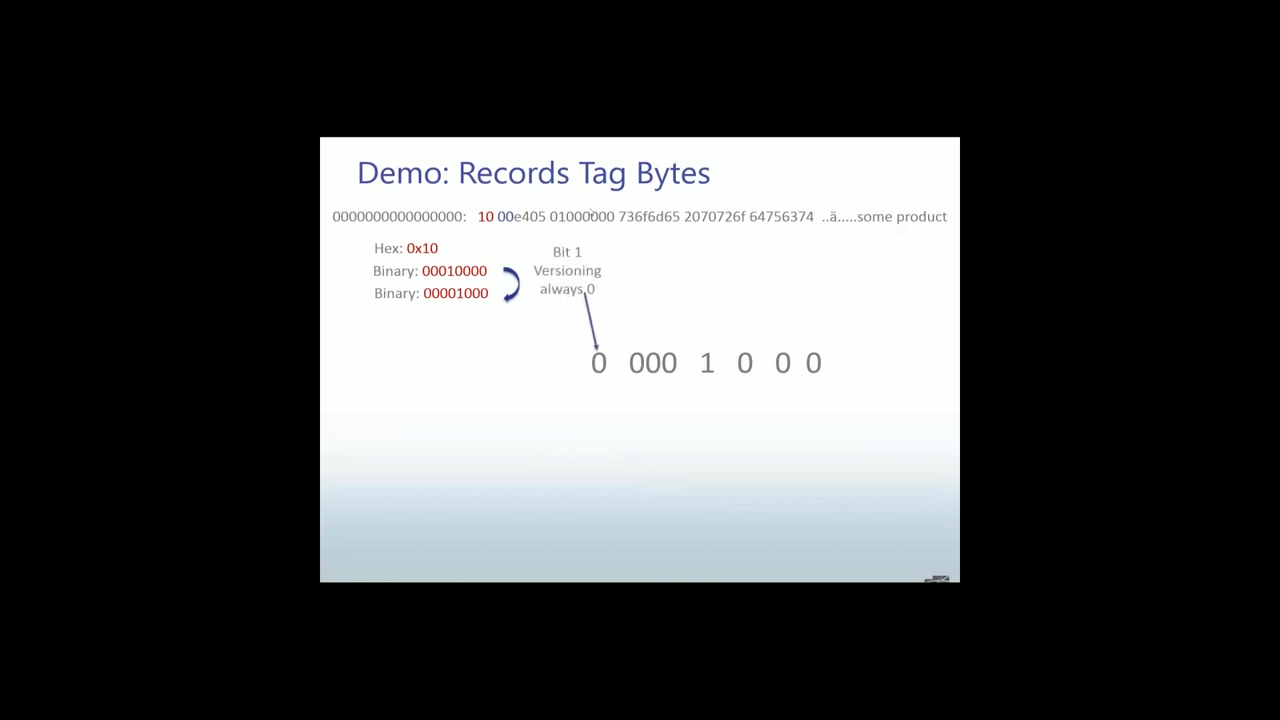 Demo: Records Tag Bytes
0000000000000000: 10 00e405 01000000 736f6d65 2070726f 64756374 ..ä.....some product
Hex: 0x10
Binary: 00010000
Binary: 00001000
Bit 1
Versioning
always 0
0 000 1 0 0 0